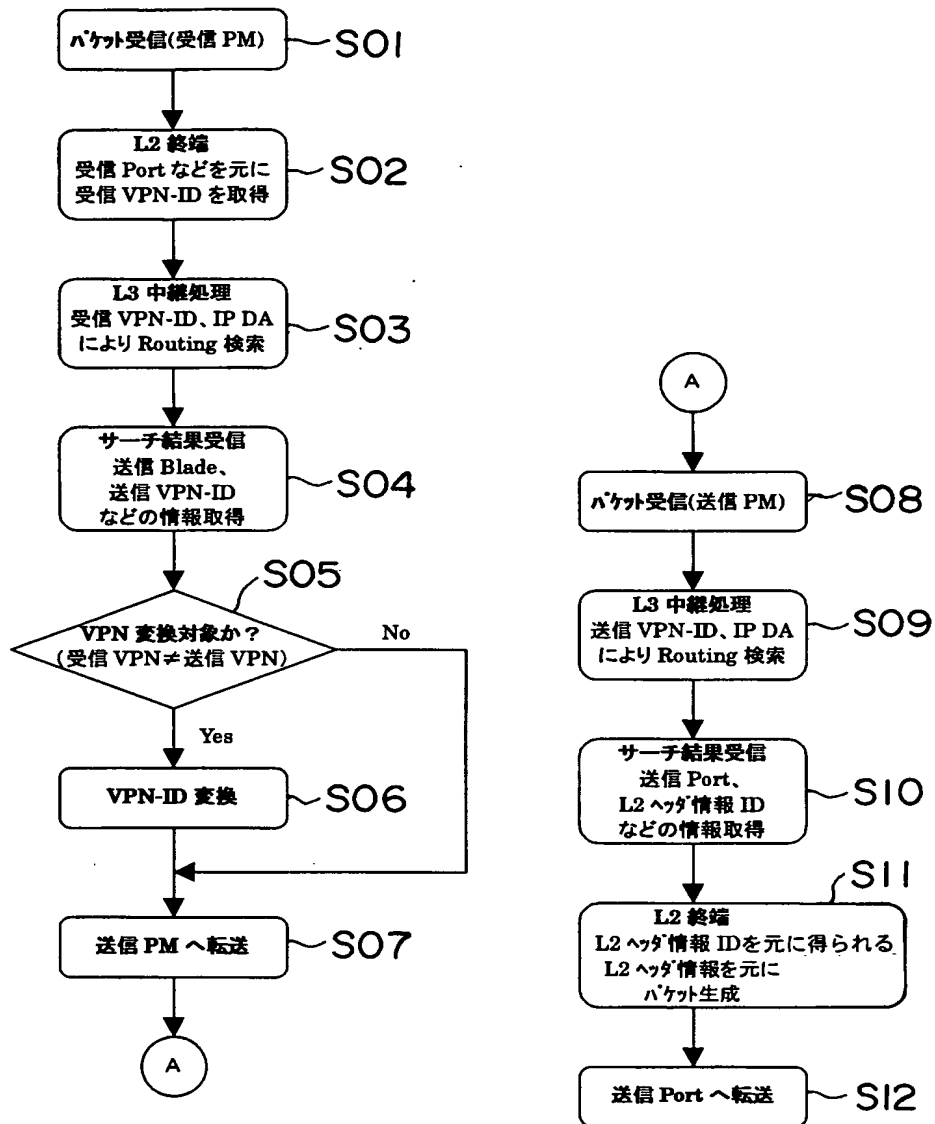 パケット受信(受信 PM)
S01
L2 終端
受信 Port などを元に
受信 VPN-ID を取得
S02
L3 中継処理
受信 VPN-ID、IP DA
により Routing 検索
S03
サーチ結果受信
送信 Blade、
送信 VPN-ID
などの情報取得
S04
S05
VPN 変換対象か？
(受信 VPN≠送信 VPN)
No
Yes
VPN-ID 変換
S06
送信 PM へ転送
S07
A
A
パケット受信(送信 PM)
S08
L3 中継処理
送信 VPN-ID、IP DA
により Routing 検索
S09
サーチ結果受信
送信 Port、
L2 ヘッダ情報 ID
などの情報取得
S10
S11
L2 終端
L2 ヘッダ情報 IDを元に得られる
L2 ヘッダ情報を元に
パケット生成
送信 Port へ転送
S12